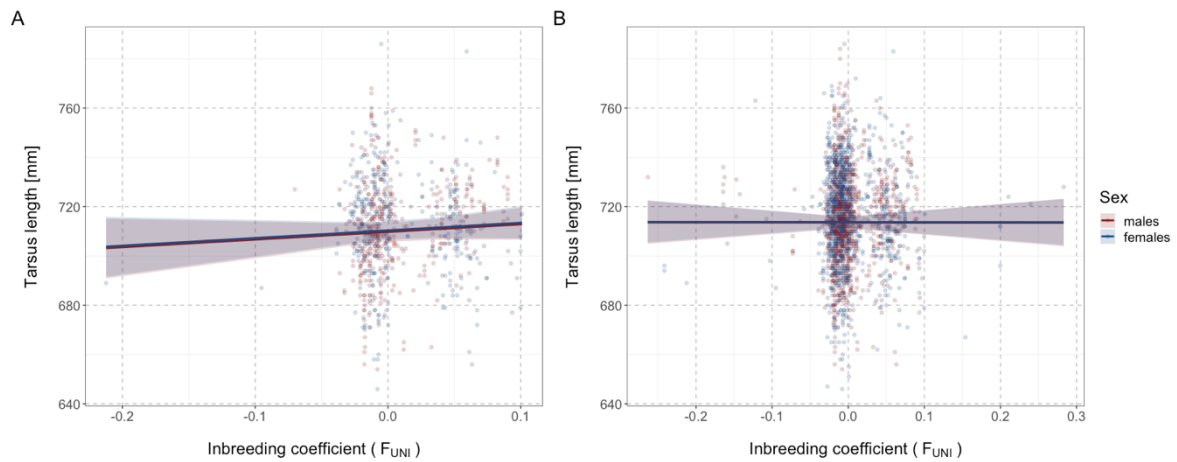 A
B
Tarsus length [mm]
760
720
680
640
-0.2
-0.1
0.0
0.1
Inbreeding coefficient ( FUNI )
Tarsus length [mm]
760
720
680
640
-0.2
-0.1
0.0
0.1
0.2
0.3
Inbreeding coefficient ( FUNI )
Sex
males
females